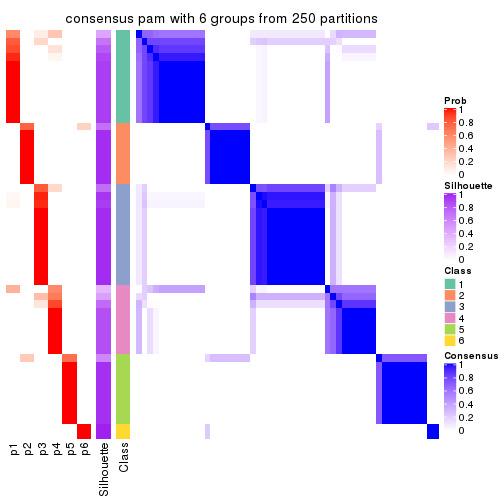 consensus pam with 6 groups from 250 partitions
Prob
1
0.8
0.6
0.4
0.2
0
Silhouette
1
0.8
0.6
0.4
0.2
0
Class
1
2
3
4
5
6
Consensus
1
0.8
0.6
0.4
0.2
0
p1
p2
p3
p4
p5
p6
Silhouette
Class